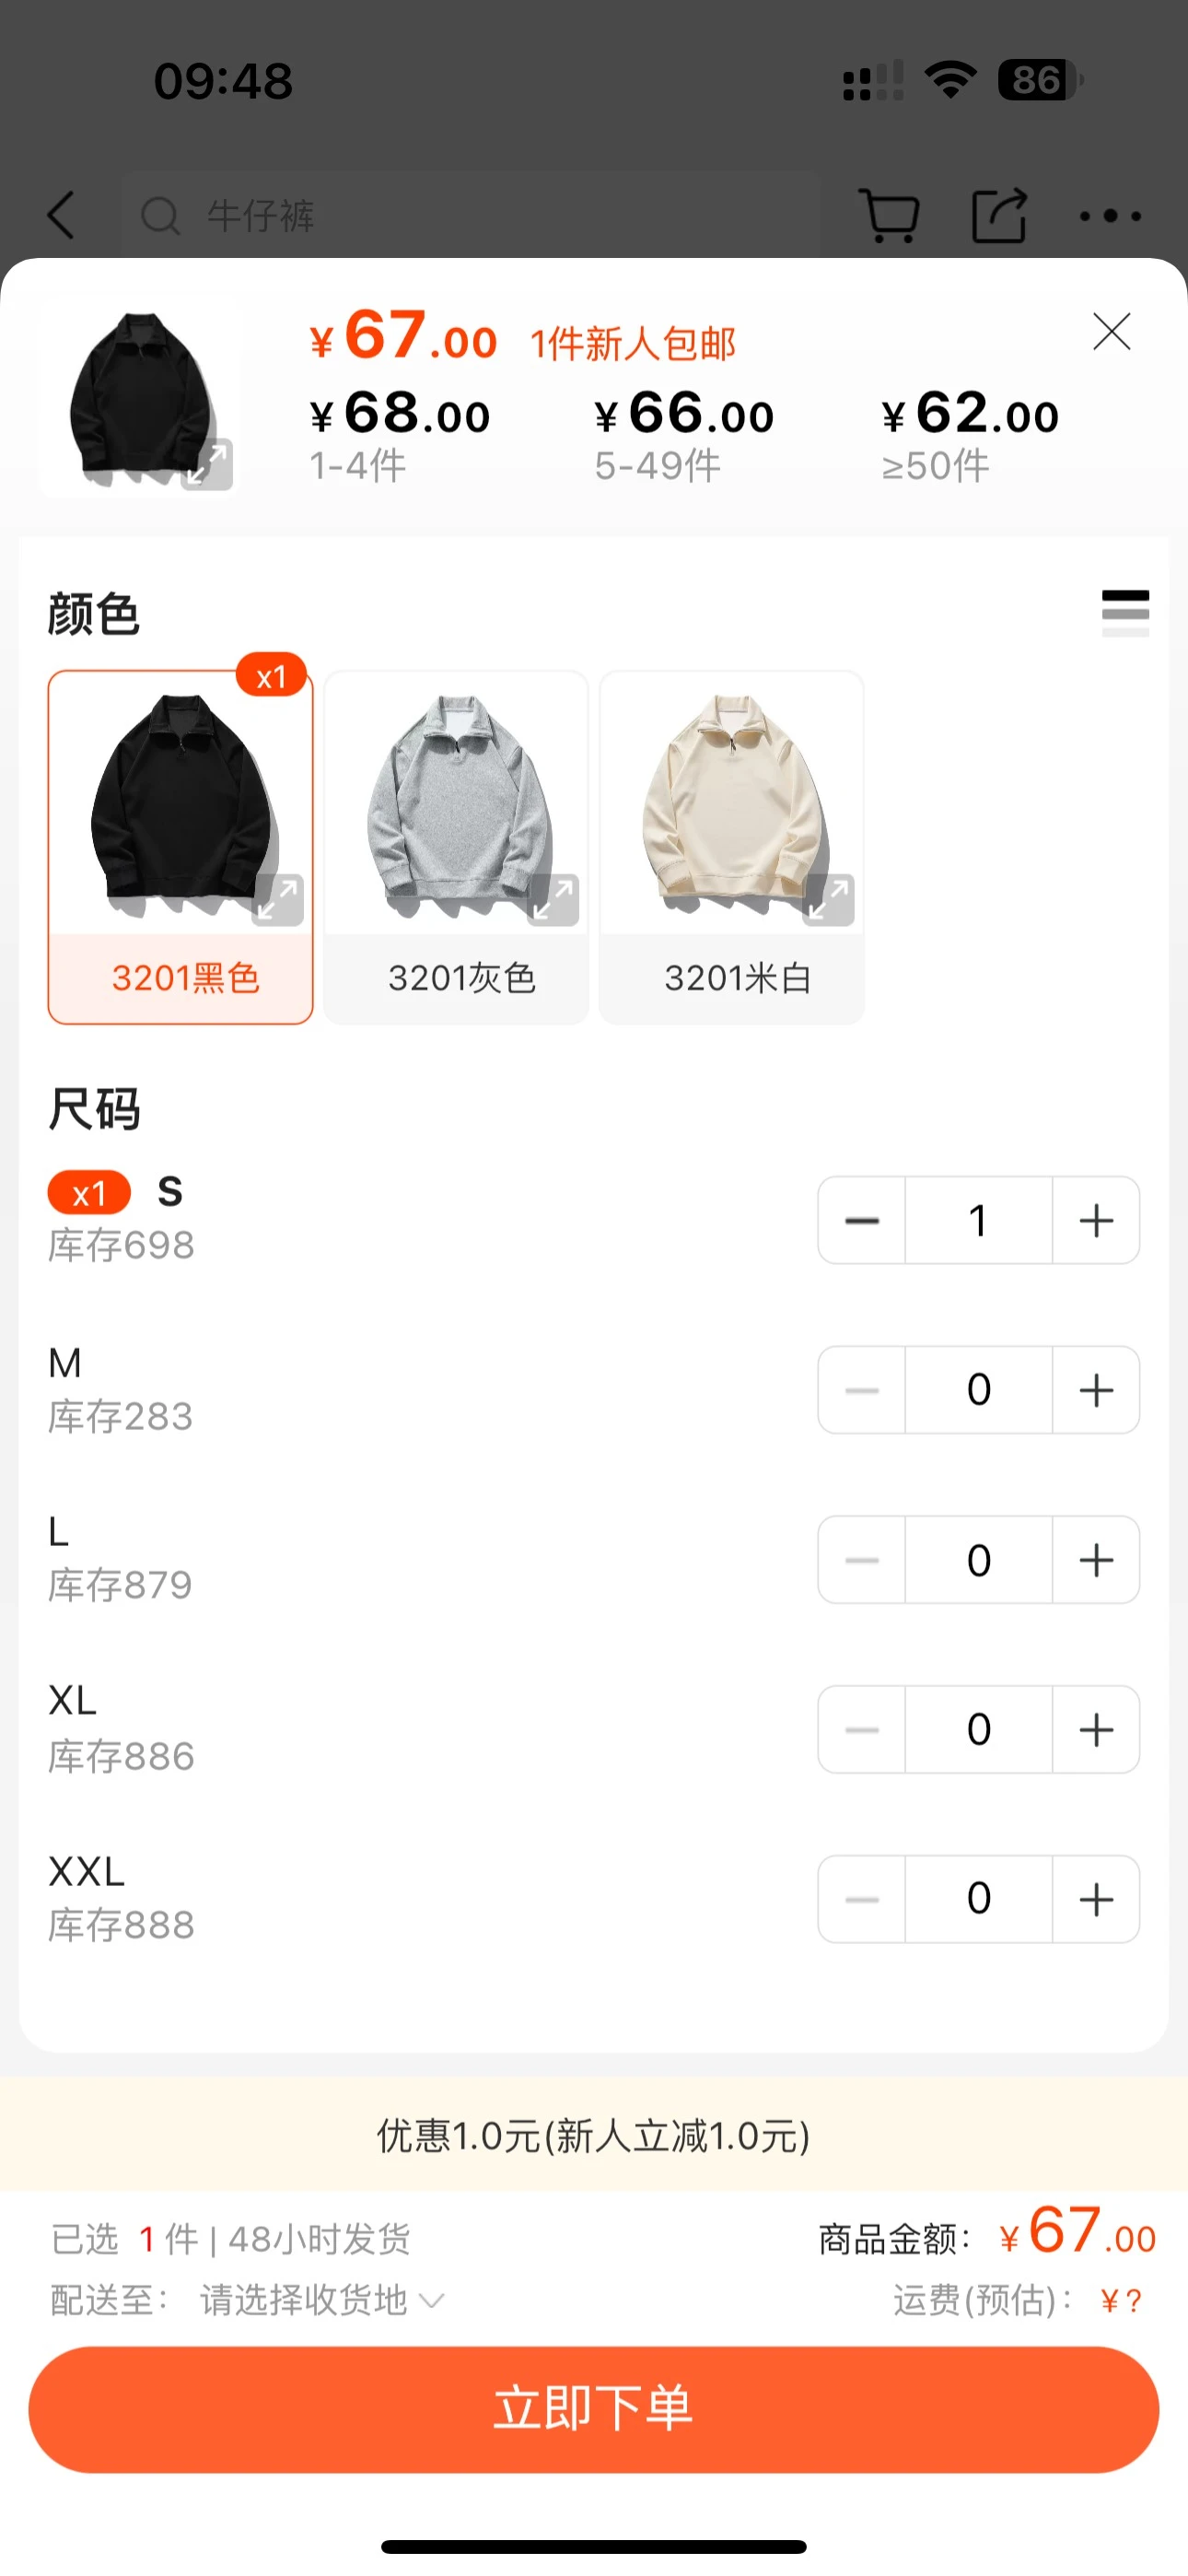 09:48
86
牛仔裤
¥67.00 1件新人包邮
¥68.00 ¥66.00 ¥62.00
1-4件 5-49件 ≥50件
颜色
x1
3201黑色 3201灰色 3201米白
尺码
x1 S
库存698
1
M
库存283
0
L
库存879
0
XL
库存886
0
XXL
库存888
0
优惠1.0元(新人立减1.0元)
已选 1 件 | 48小时发货 商品金额: ¥67.00
配送至: 请选择收货地 运费(预估): ¥?
立即下单